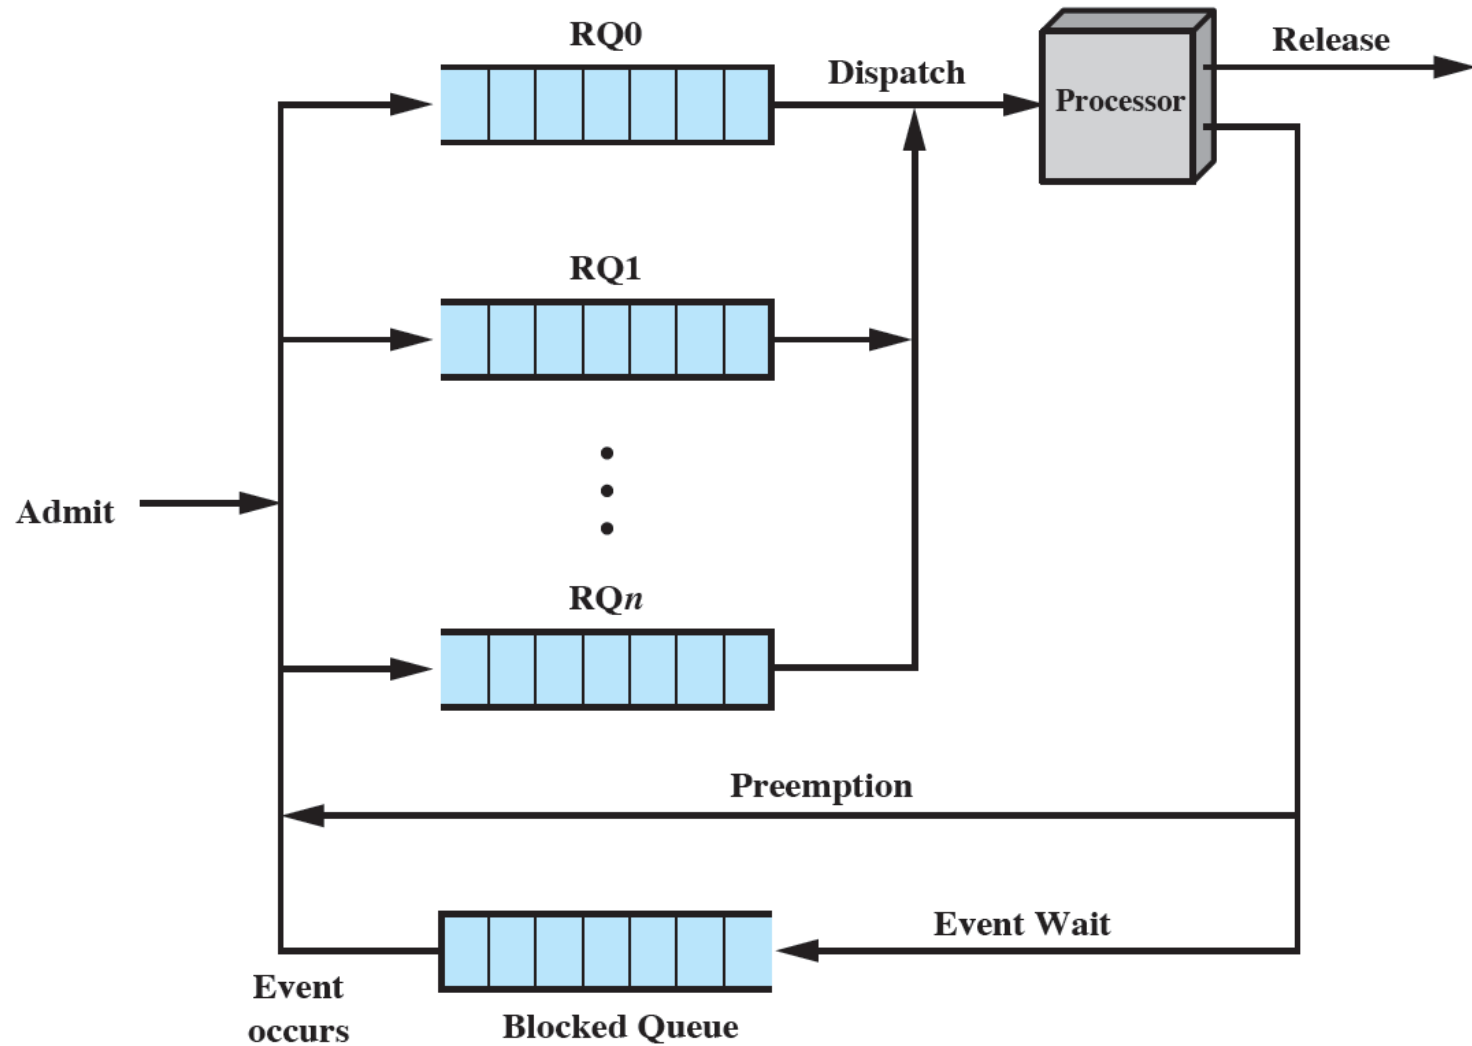 RQ0
Release
Dispatch
Processor
RQ1
Admit
RQn
Preemption
Event Wait
Event
occurs
Blocked Queue